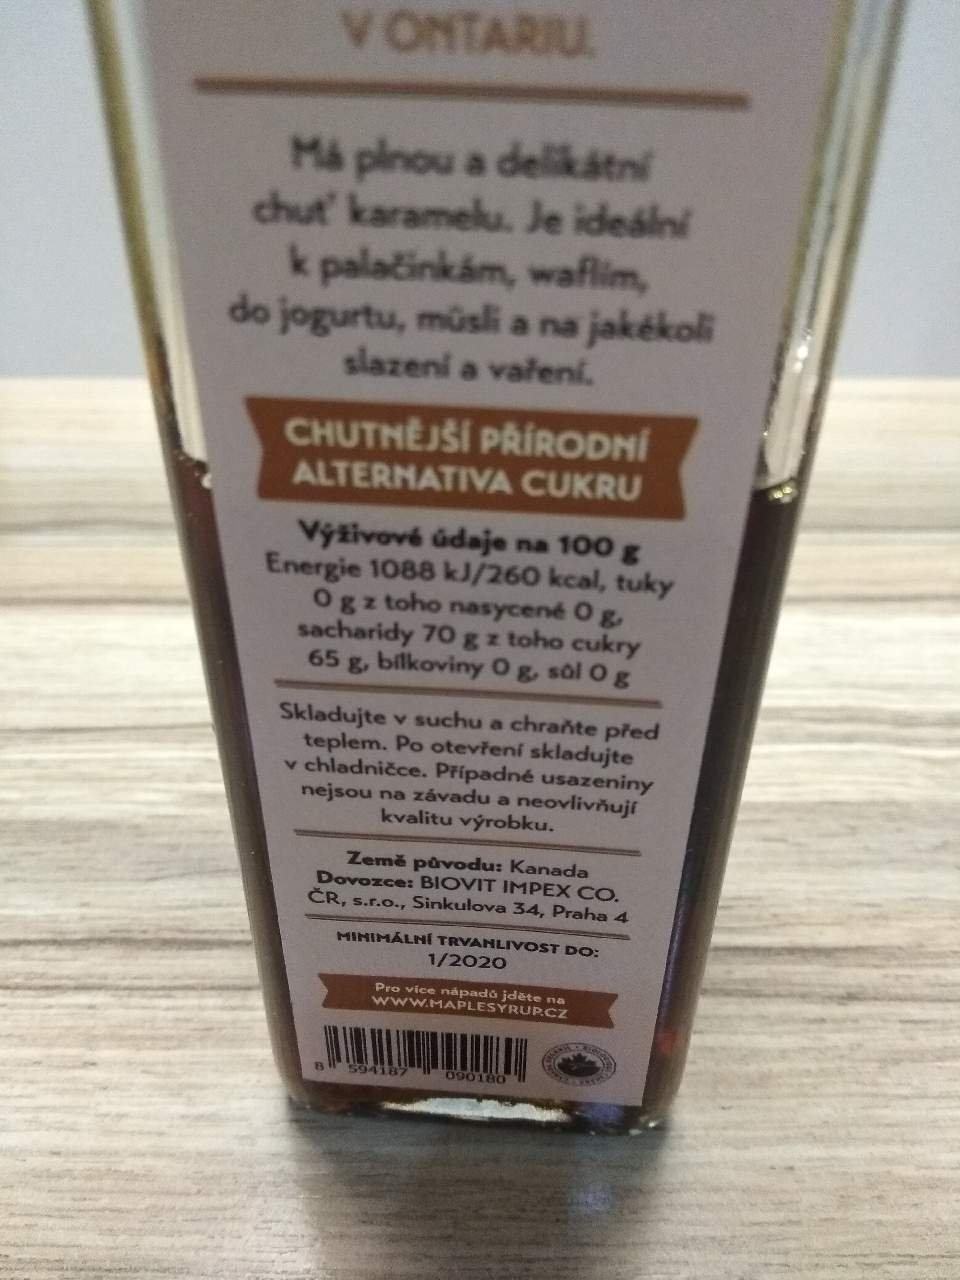 V ONTARIU.
Má plnou a delikátní
chuť karamelu. Je ideální
k palačinkám, waflím,
do jogurtu, müsli a na jakékoli
slazení a vaření.
CHUTNĚJŠÍ PŘÍRODNÍ
ALTERNATIVA CUKRU
Výživové údaje na 100 g
Energie 1088 kJ/260 kcal, tuky
0 g z toho nasycené 0 g,
sacharidy 70 g z toho cukry
65 g, bílkoviny 0 g, sůl 0 g
Skladujte v suchu a chraňte před
teplem. Po otevření skladujte
v chladničce. Případné usazeniny
nejsou na závadu a neovlivňují
kvalitu výrobku.
Země původu: Kanada
Dovozce: BIOVIT IMPEX CO.
ČR, s.r.o., Sinkulova 34, Praha 4
MINIMÁLNÍ TRVANLIVOST DO:
1/2020
Pro více nápadů jděte na
WWW.MAPLESYRUP.CZ
8 594187 090180